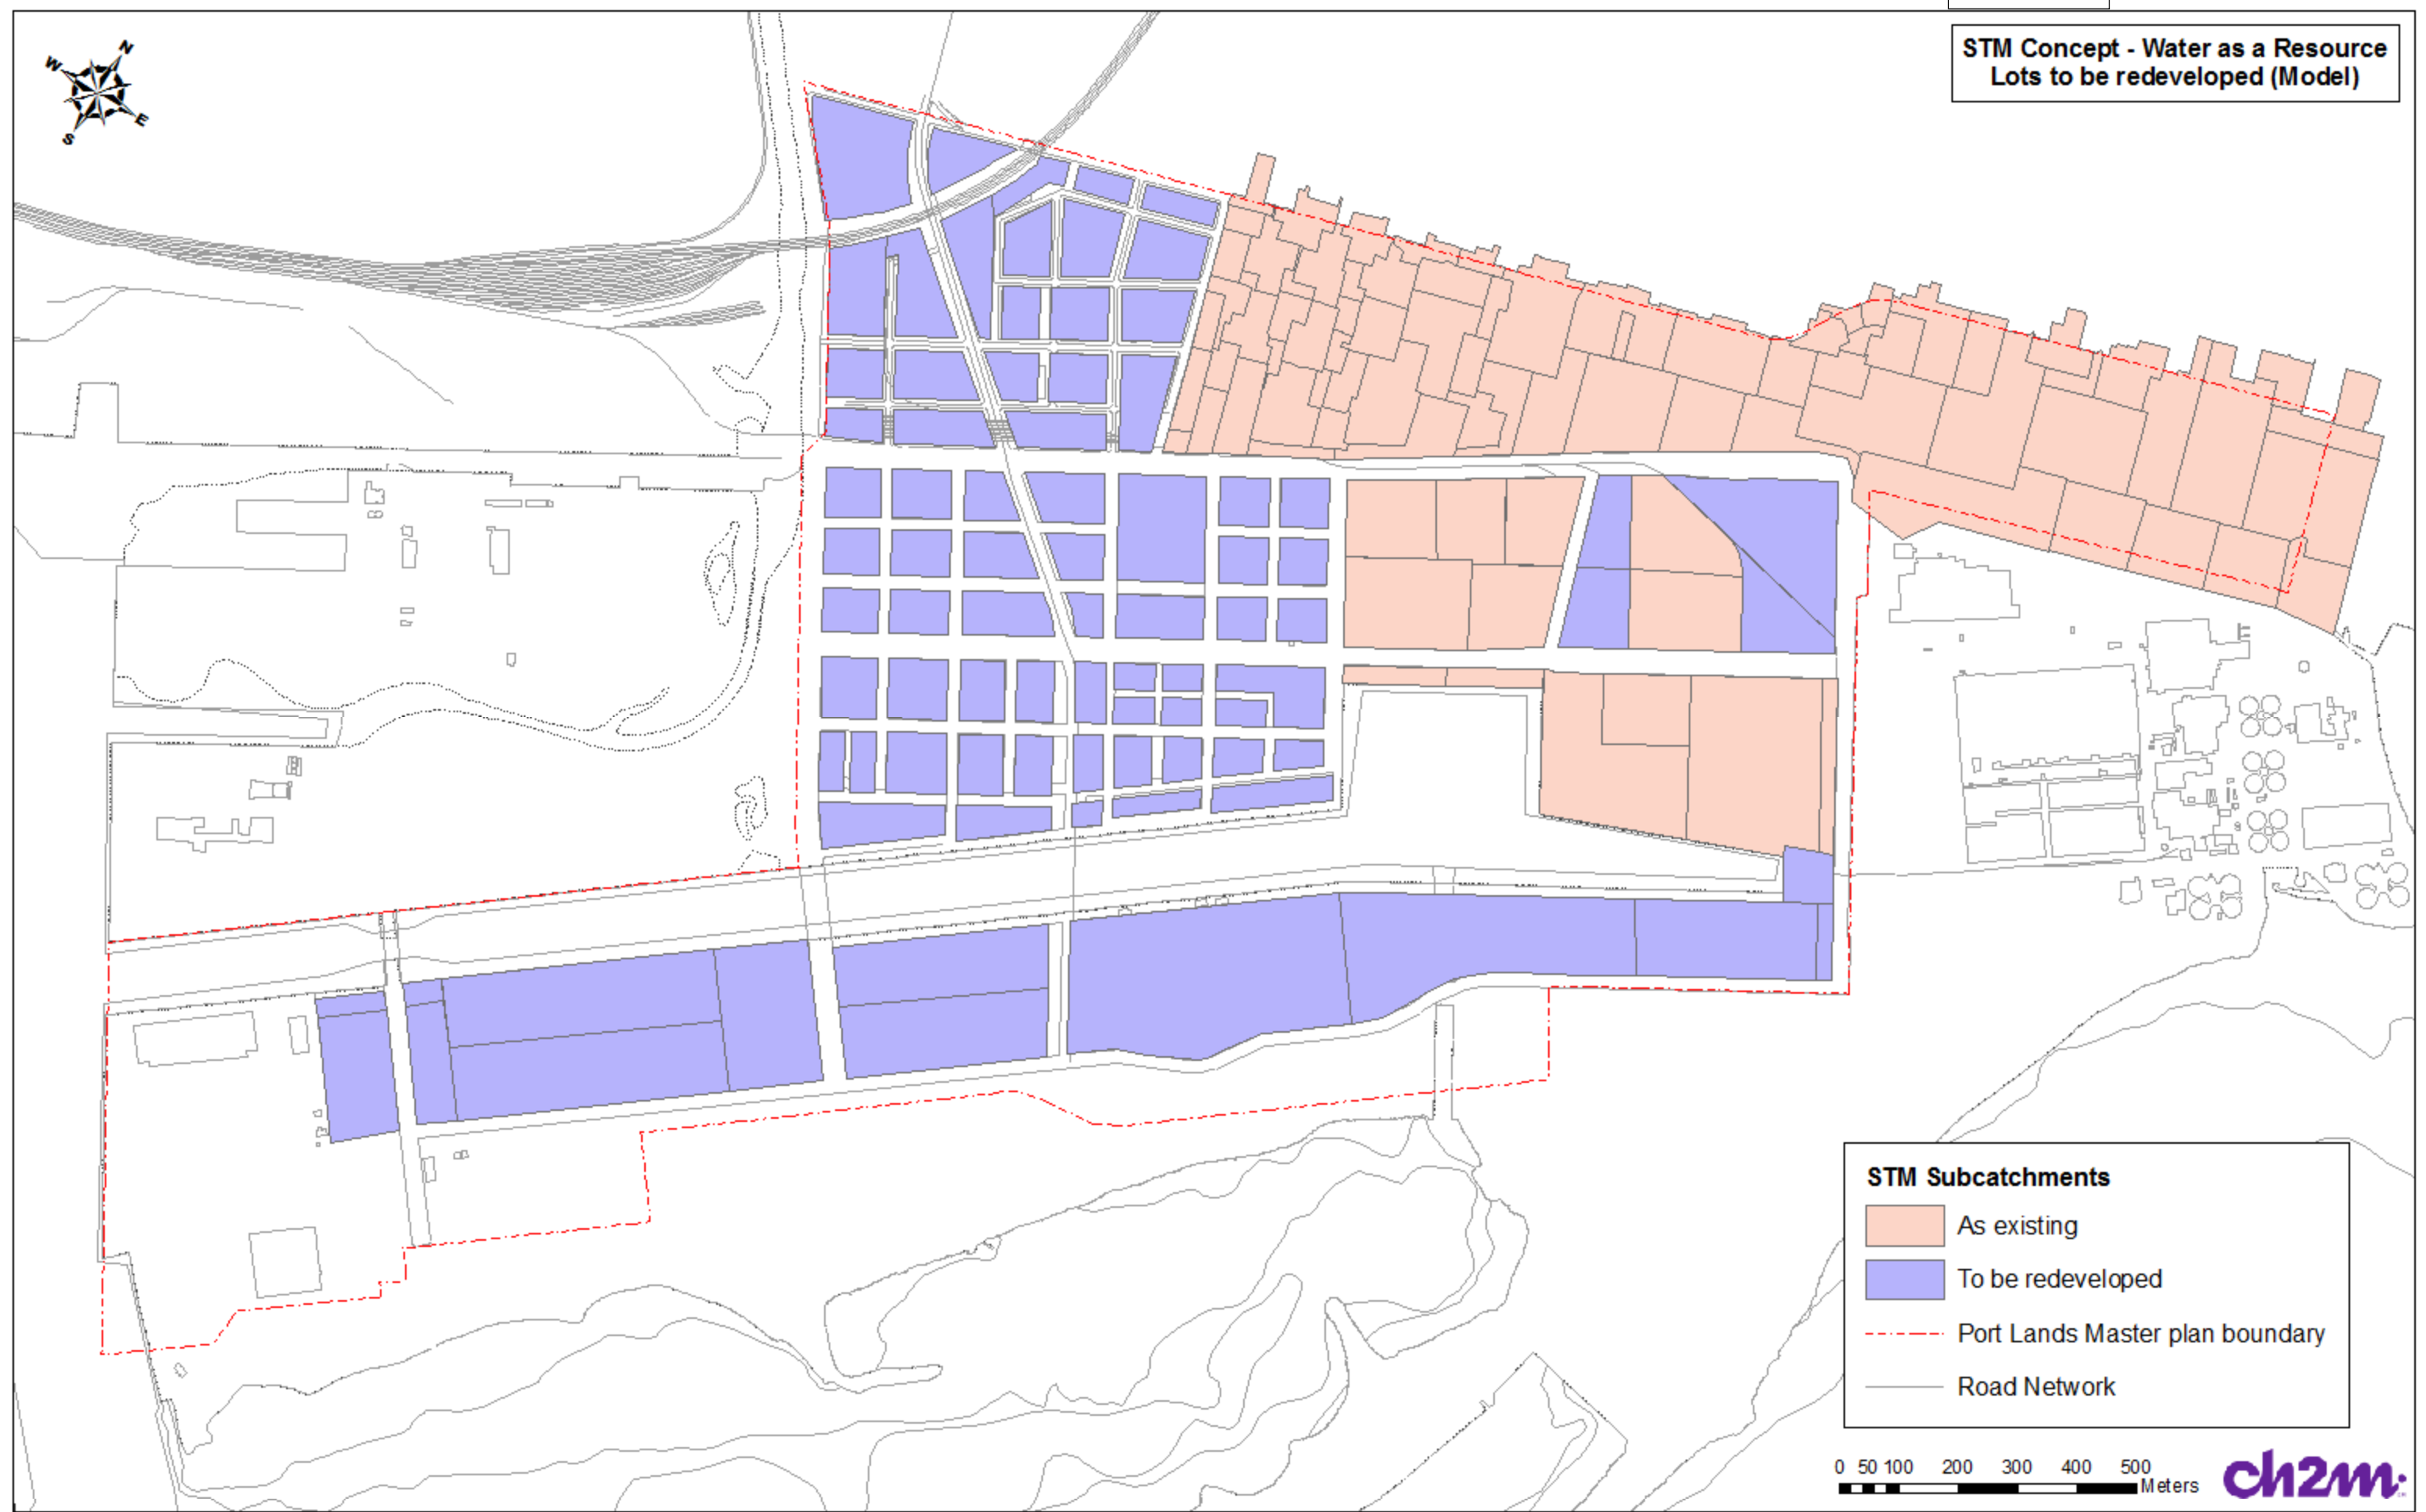 STM Concept - Water as a Resource
Lots to be redeveloped (Model)
N
W
E
S
STM Subcatchments
As existing
To be redeveloped
Port Lands Master plan boundary
Road Network
0 50 100 200 300 400 500
Meters
ch2m: